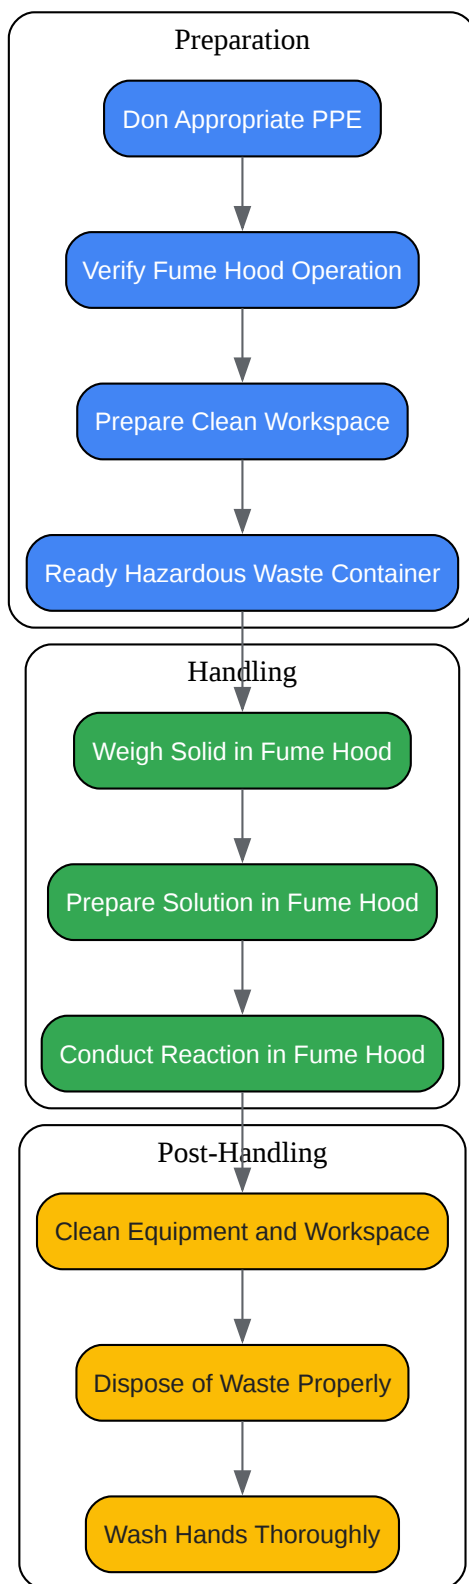 Preparation
Don Appropriate PPE
Verify Fume Hood Operation
Prepare Clean Workspace
Ready Hazardous Waste Container
Handling
Weigh Solid in Fume Hood
Prepare Solution in Fume Hood
Conduct Reaction in Fume Hood
Post-Handling
Clean Equipment and Workspace
Dispose of Waste Properly
Wash Hands Thoroughly